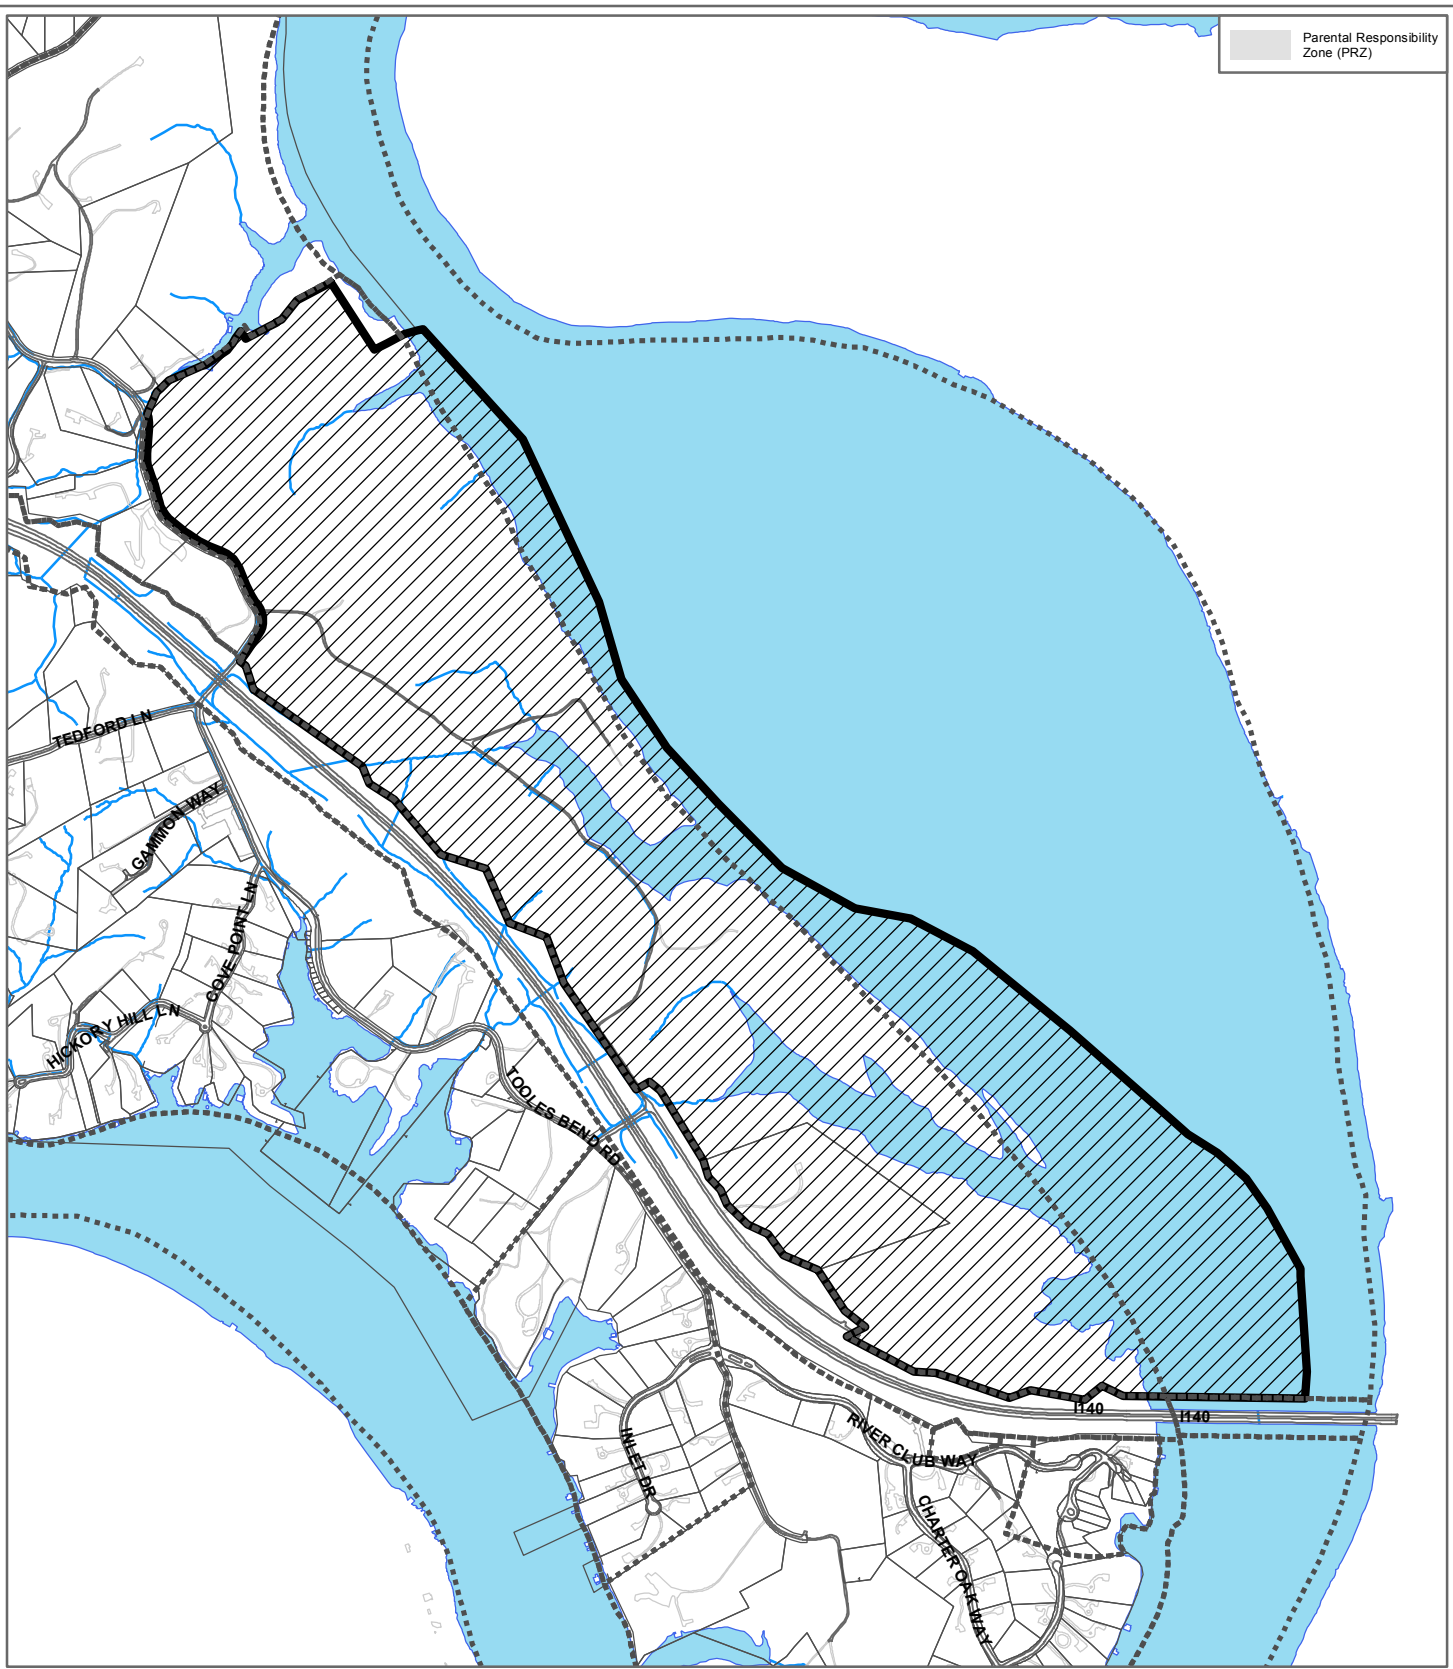 Parental Responsibility
Zone (PRZ)
TEDFORD LN
GAMMON WAY
COVE POINT LN
HICKORY HILL LN
TOOLES BEND RD
I140
I140
RIVER CLUB WAY
INLET DR
CHARTER OAK WAY